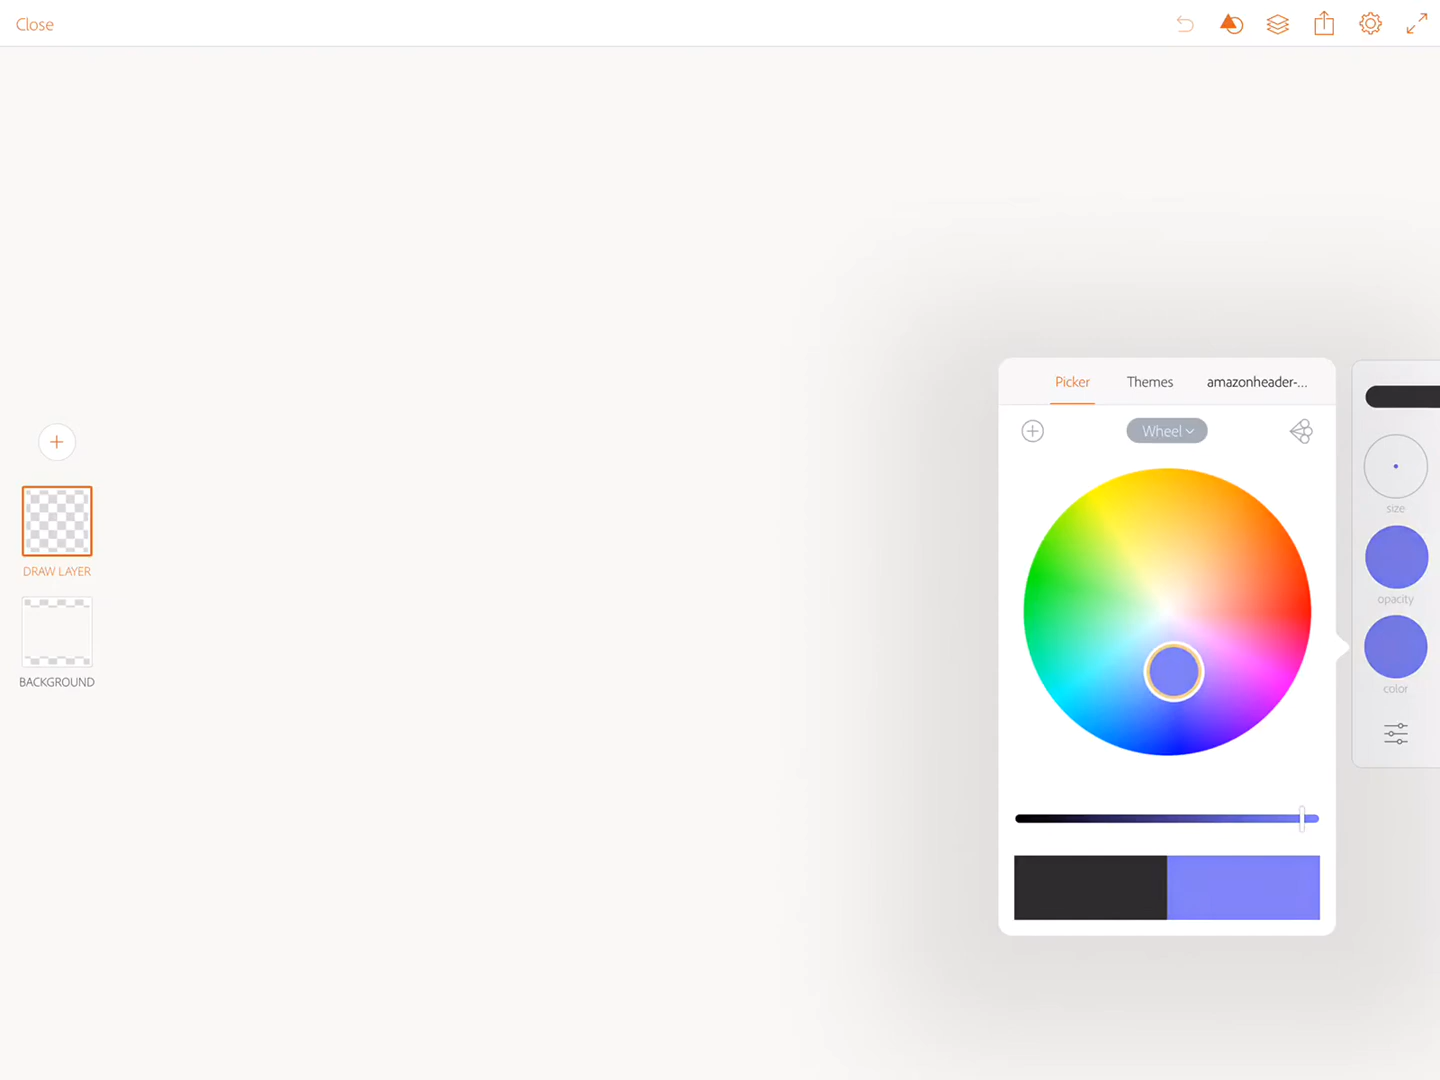 Close
Picker
Themes
amazonheader-...
Wheel
size
opacity
color
DRAW LAYER
BACKGROUND